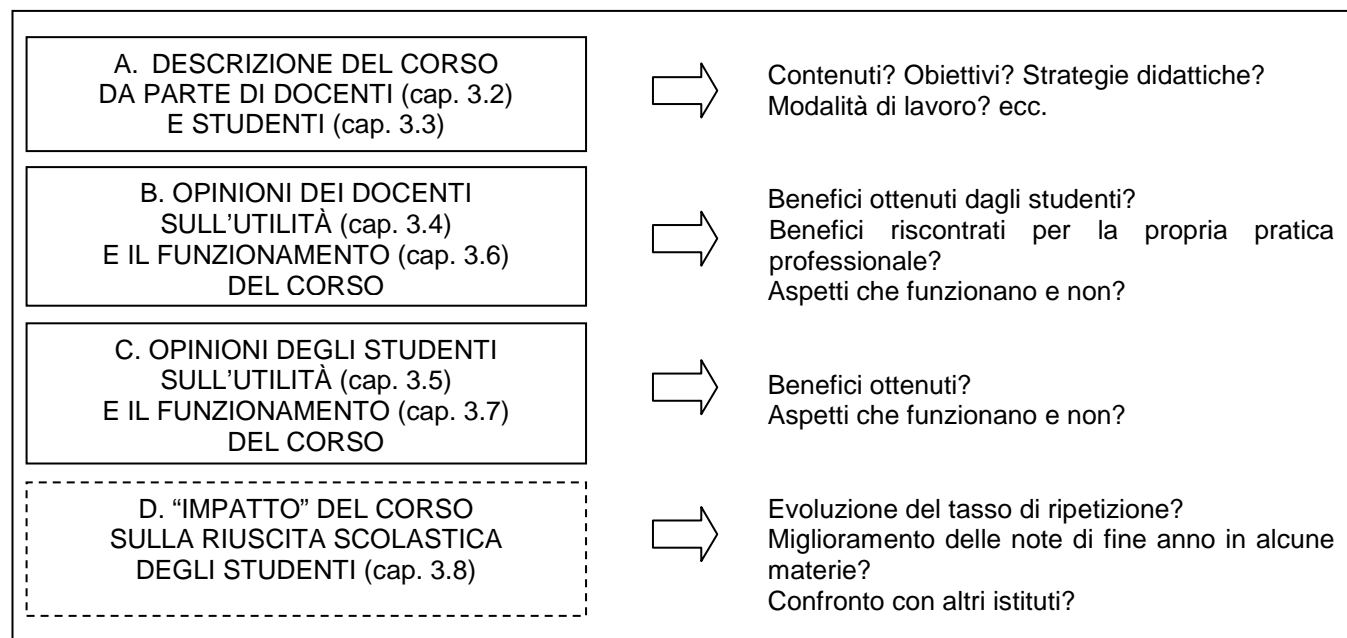 A. DESCRIZIONE DEL CORSO
DA PARTE DI DOCENTI (cap. 3.2)
E STUDENTI (cap. 3.3)
Contenuti? Obiettivi? Strategie didattiche?
Modalità di lavoro? ecc.
B. OPINIONI DEI DOCENTI
SULL’UTILITÀ (cap. 3.4)
E IL FUNZIONAMENTO (cap. 3.6)
DEL CORSO
Benefici ottenuti dagli studenti?
Benefici riscontrati per la propria pratica
professionale?
Aspetti che funzionano e non?
C. OPINIONI DEGLI STUDENTI
SULL’UTILITÀ (cap. 3.5)
E IL FUNZIONAMENTO (cap. 3.7)
DEL CORSO
Benefici ottenuti?
Aspetti che funzionano e non?
D. “IMPATTO” DEL CORSO
SULLA RIUSCITA SCOLASTICA
DEGLI STUDENTI (cap. 3.8)
Evoluzione del tasso di ripetizione?
Miglioramento delle note di fine anno in alcune
materie?
Confronto con altri istituti?